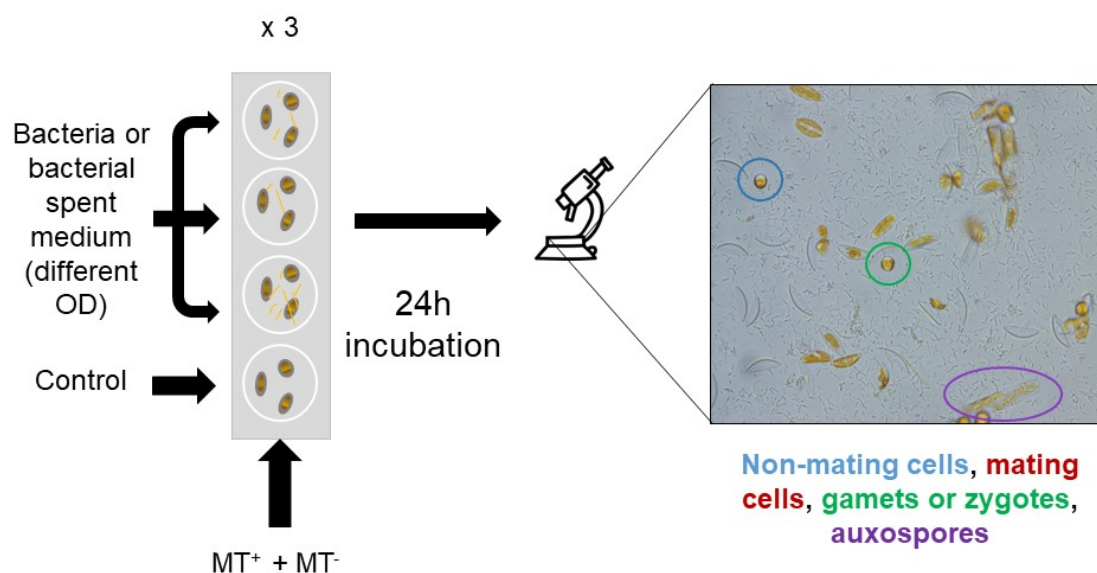 x 3
Bacteria or
bacterial
spent
medium
(different
OD)
Control
24h
incubation
MT⁺ + MT⁻
Non-mating cells, mating
cells, gamets or zygotes,
auxospores